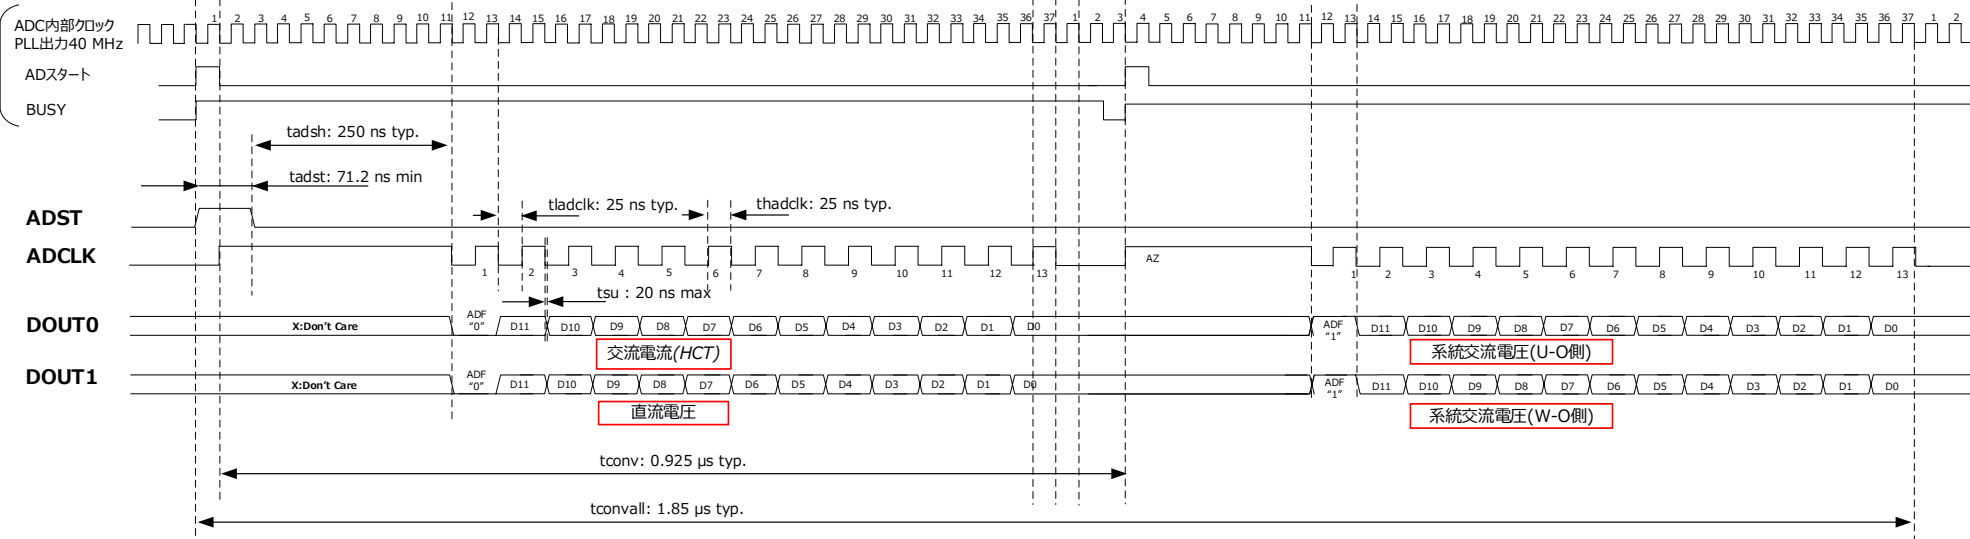 1 2 3 4 5 6 7 8 9 10 11 12 13 14 15 16 17 18 19 20 21 22 23 24 25 26 27 28 29 30 31 32 33 34 35 36 37 1 2 3 4 5 6 7 8 9 10 11 12 13 14 15 16 17 18 19 20 21 22 23 24 25 26 27 28 29 30 31 32 33 34 35 36 37 1 2
ADC内部クロック
PLL出力40 MHz
ADスタート
BUSY
tadsh: 250 ns typ.
tadst: 71.2 ns min
tladclk: 25 ns typ.
thadclk: 25 ns typ.
ADST
ADCLK
AZ
1 2 3 4 5 6 7 8 9 10 11 12 13 1 2 3 4 5 6 7 8 9 10 11 12 13
tsu : 20 ns max
DOUT0
X:Don't Care
ADF
"0"
D11 D10 D9 D8 D7 D6 D5 D4 D3 D2 D1 D0
ADF
"1"
D11 D10 D9 D8 D7 D6 D5 D4 D3 D2 D1 D0
交流電流(HCT)
系統交流電圧(U-O側)
DOUT1
X:Don't Care
ADF
"0"
D11 D10 D9 D8 D7 D6 D5 D4 D3 D2 D1 D0
ADF
"1"
D11 D10 D9 D8 D7 D6 D5 D4 D3 D2 D1 D0
直流電圧
系統交流電圧(W-O側)
tconv: 0.925 μs typ.
tconvall: 1.85 μs typ.